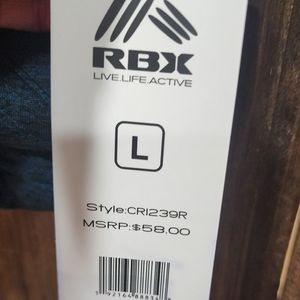 RBX
LIVE.LIFE.ACTIVE
L
Style:CR1239R
MSRP:$58.00